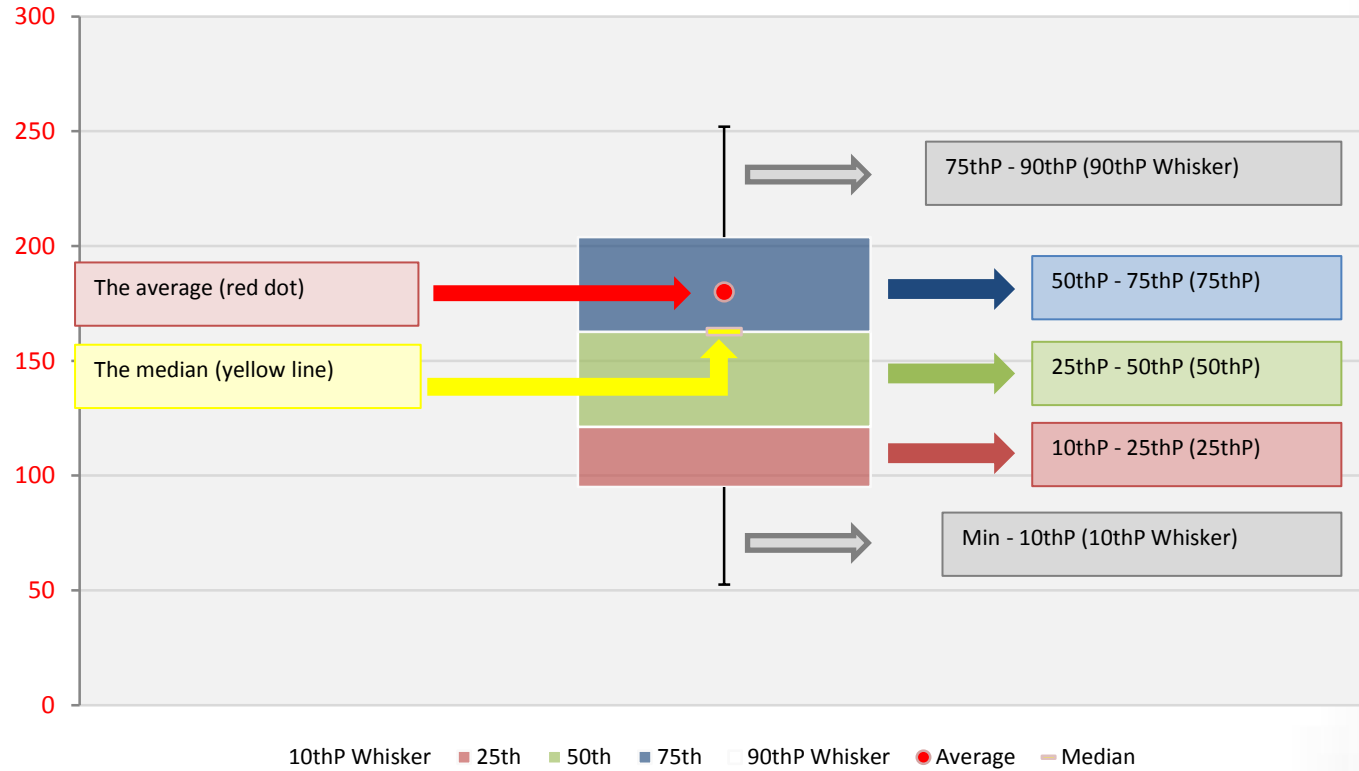 300
250
200
150
100
50
0
75thP - 90thP (90thP Whisker)
The average (red dot)
50thP - 75thP (75thP)
The median (yellow line)
25thP - 50thP (50thP)
10thP - 25thP (25thP)
Min - 10thP (10thP Whisker)
10thP Whisker 25th 50th 75th 90thP Whisker Average Median